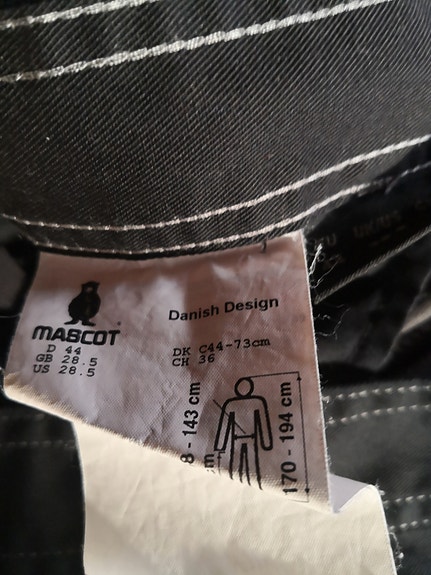 MASCOT
Danish Design
D 44
GB 28.5
US 28.5
DK C44-73cm
CH 36
8 - 143 cm
cm
170 - 194 cm